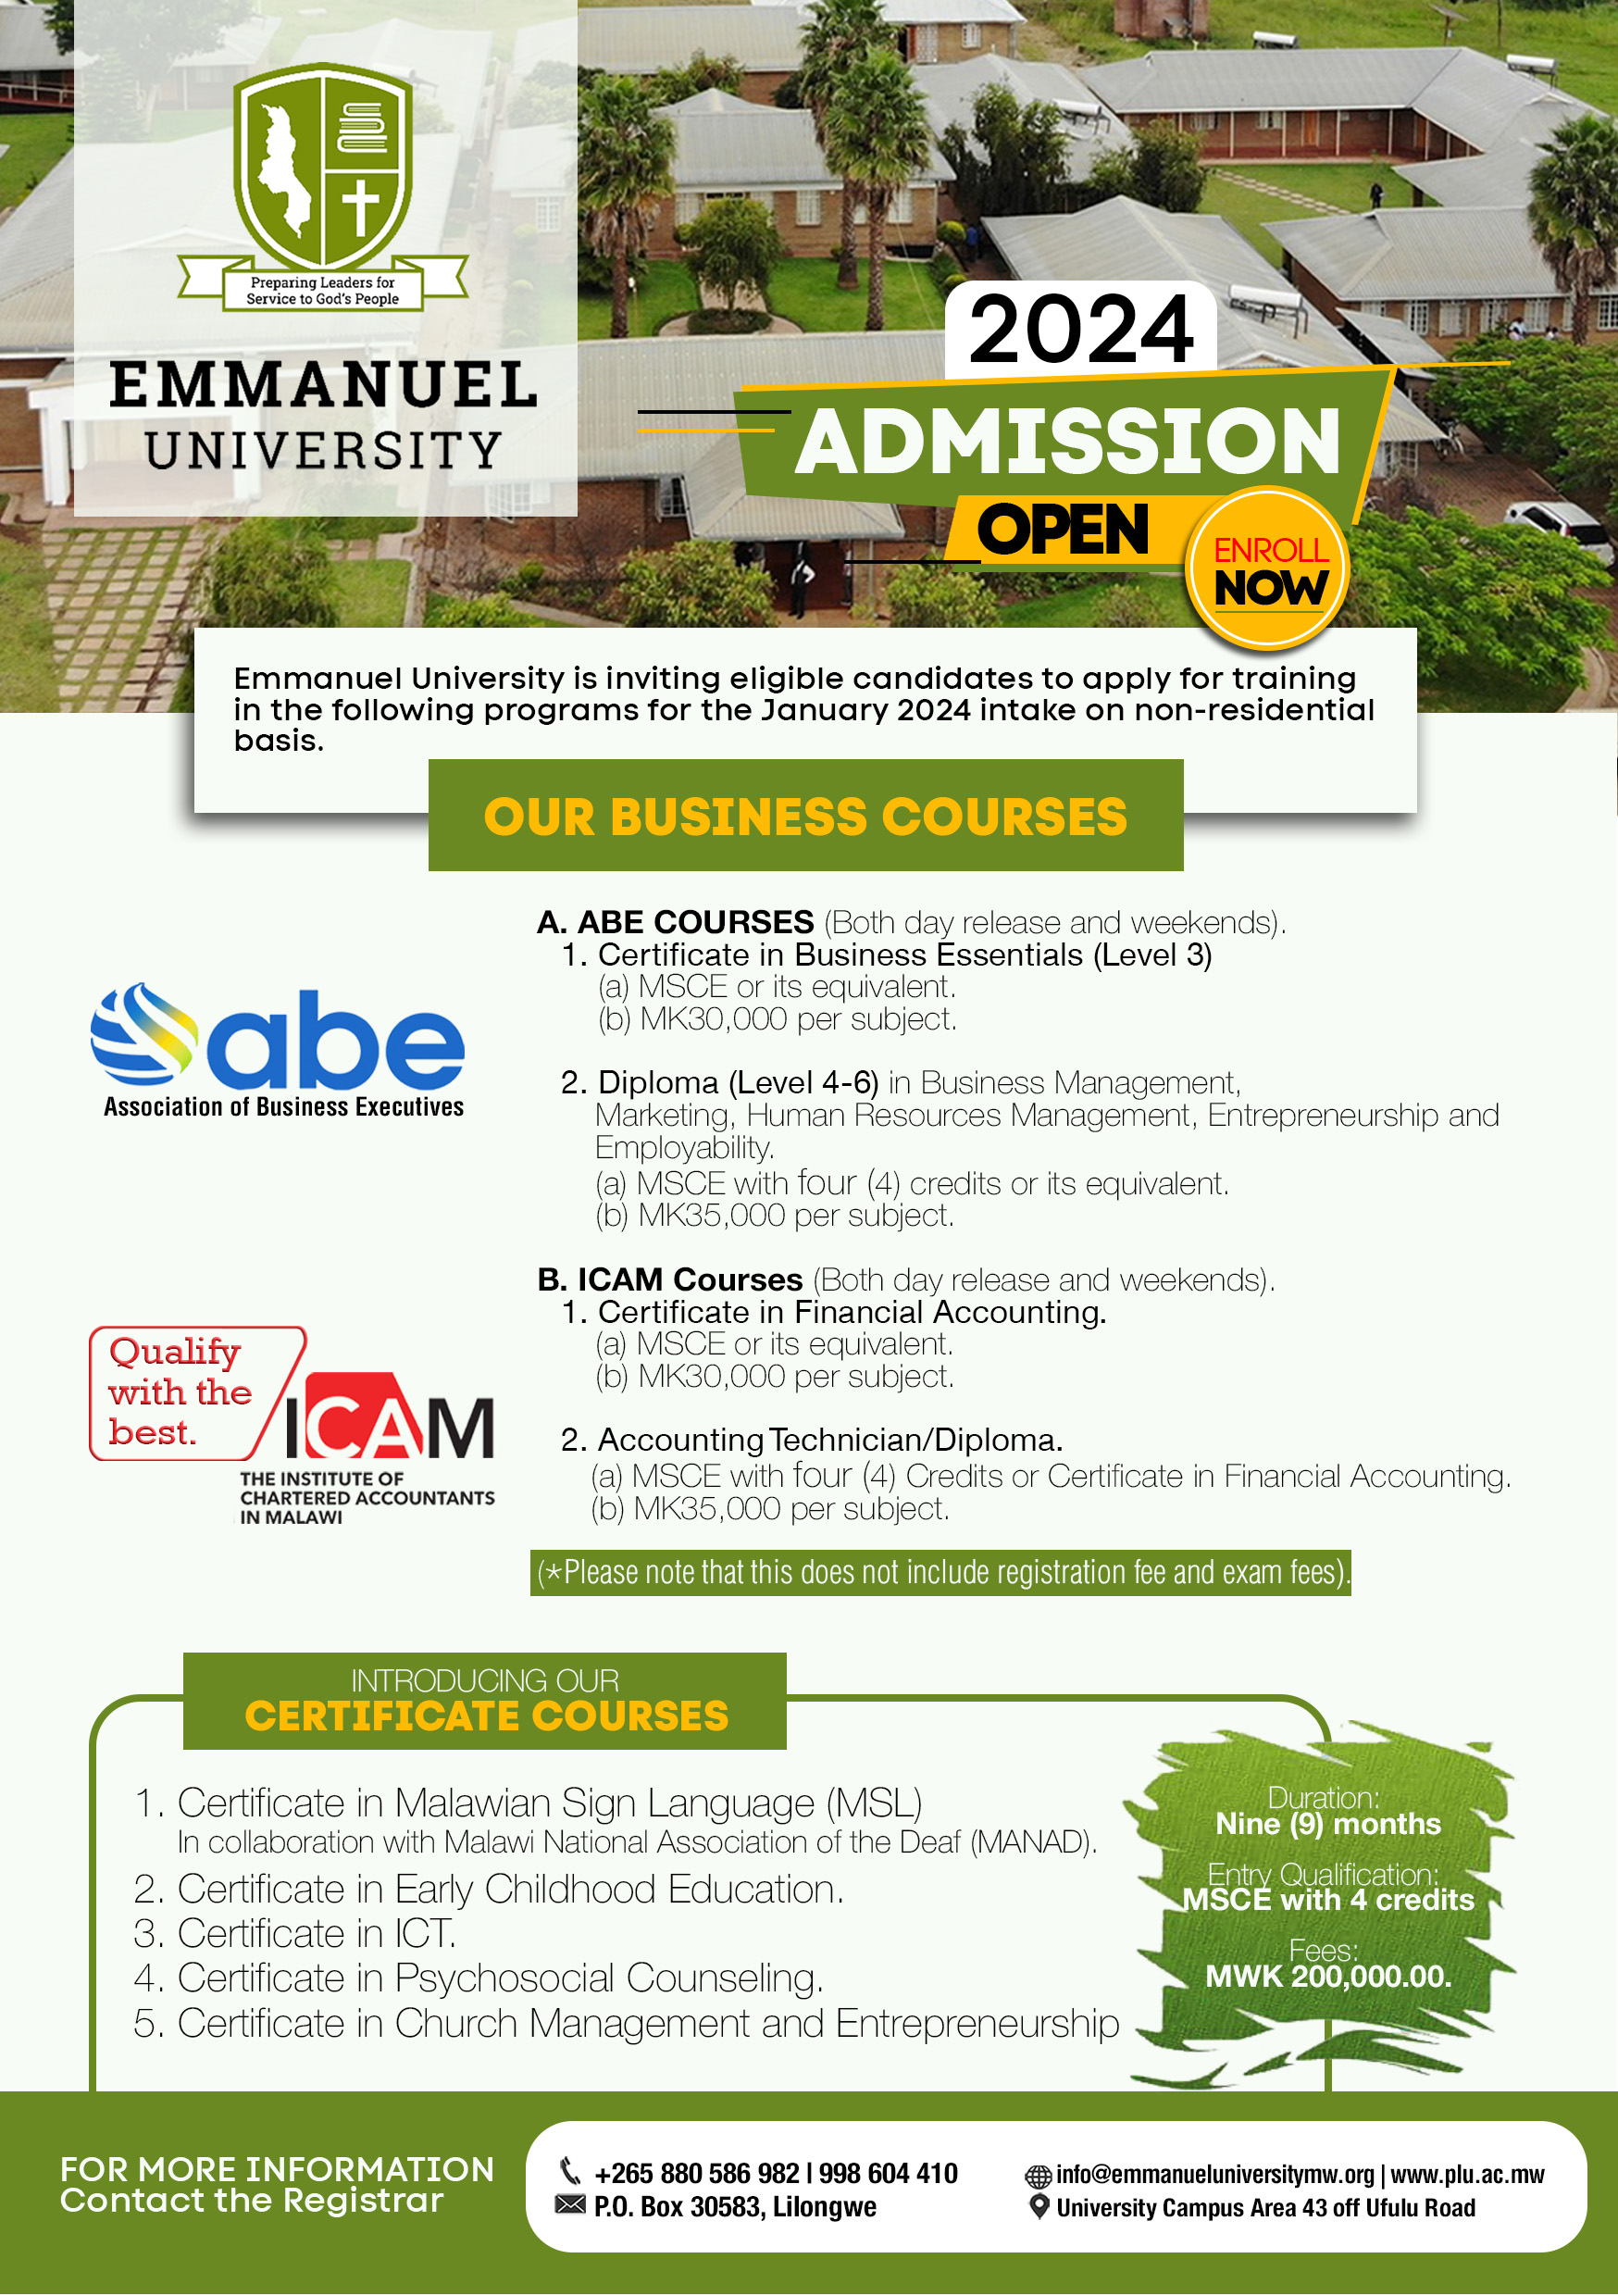 Preparing Leaders for
Service to God's People
EMMANUEL
UNIVERSITY
2024
ADMISSION
OPEN
ENROLL
NOW
Emmanuel University is inviting eligible candidates to apply for training
in the following programs for the January 2024 intake on non-residential
basis.
OUR BUSINESS COURSES
abe
Association of Business Executives
A. ABE COURSES (Both day release and weekends).
1. Certificate in Business Essentials (Level 3)
(a) MSCE or its equivalent.
(b) MK30,000 per subject.
2. Diploma (Level 4-6) in Business Management,
Marketing, Human Resources Management, Entrepreneurship and
Employability.
(a) MSCE with four (4) credits or its equivalent.
(b) MK35,000 per subject.
Qualify
with the
best.
ICAM
THE INSTITUTE OF
CHARTERED ACCOUNTANTS
IN MALAWI
B. ICAM Courses (Both day release and weekends).
1. Certificate in Financial Accounting.
(a) MSCE or its equivalent.
(b) MK30,000 per subject.
2. Accounting Technician/Diploma.
(a) MSCE with four (4) Credits or Certificate in Financial Accounting.
(b) MK35,000 per subject.
(*Please note that this does not include registration fee and exam fees).
INTRODUCING OUR
CERTIFICATE COURSES
1. Certificate in Malawian Sign Language (MSL)
In collaboration with Malawi National Association of the Deaf (MANAD).
2. Certificate in Early Childhood Education.
3. Certificate in ICT.
4. Certificate in Psychosocial Counseling.
5. Certificate in Church Management and Entrepreneurship
Duration:
Nine (9) months
Entry Qualification:
MSCE with 4 credits
Fees:
MWK 200,000.00.
FOR MORE INFORMATION
Contact the Registrar
+265 880 586 982 | 998 604 410
P.O. Box 30583, Lilongwe
info@emmanueluniversitymw.org | www.plu.ac.mw
University Campus Area 43 off Ufulu Road